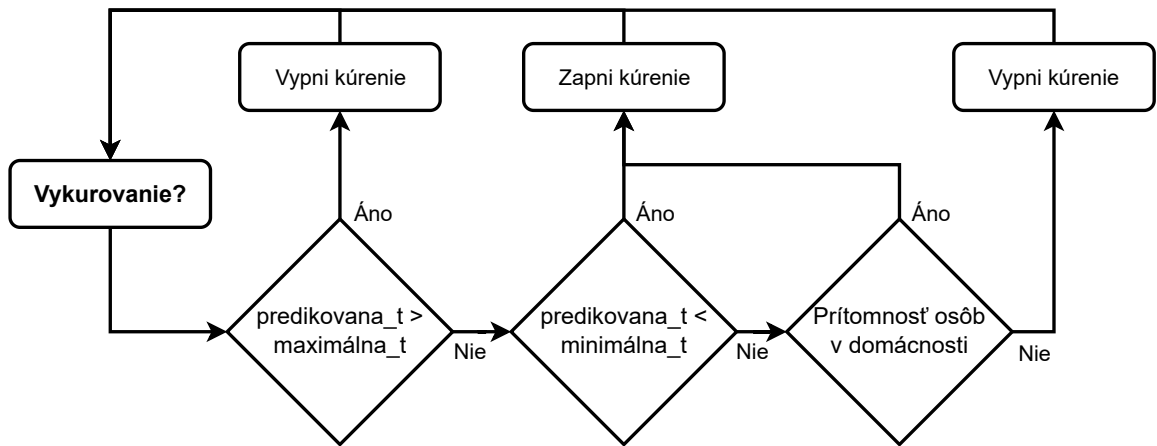 Vypni kúrenie
Zapni kúrenie
Vypni kúrenie
Vykurovanie?
Áno
Áno
Áno
predikovana_t >
maximálna_t
predikovana_t <
minimálna_t
Prítomnosť osôb
v domácnosti
Nie
Nie
Nie